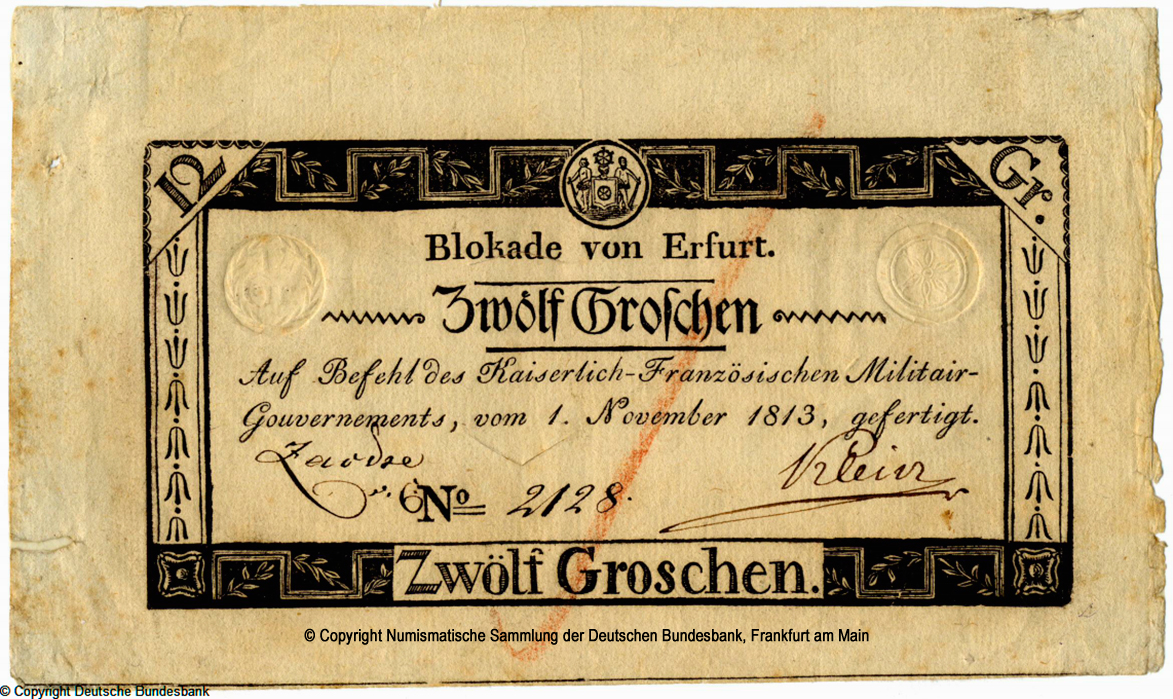 12 Gr.
Blokade von Erfurt.
Zwölf Groschen
Auf Befehl des Kaiserlich-Französischen Militair-
Gouvernements, vom 1. November 1813, gefertigt.
Klein
No 2128.
Zwölf Groschen.
© Copyright Numismatische Sammlung der Deutschen Bundesbank, Frankfurt am Main
© Copyright Deutsche Bundesbank